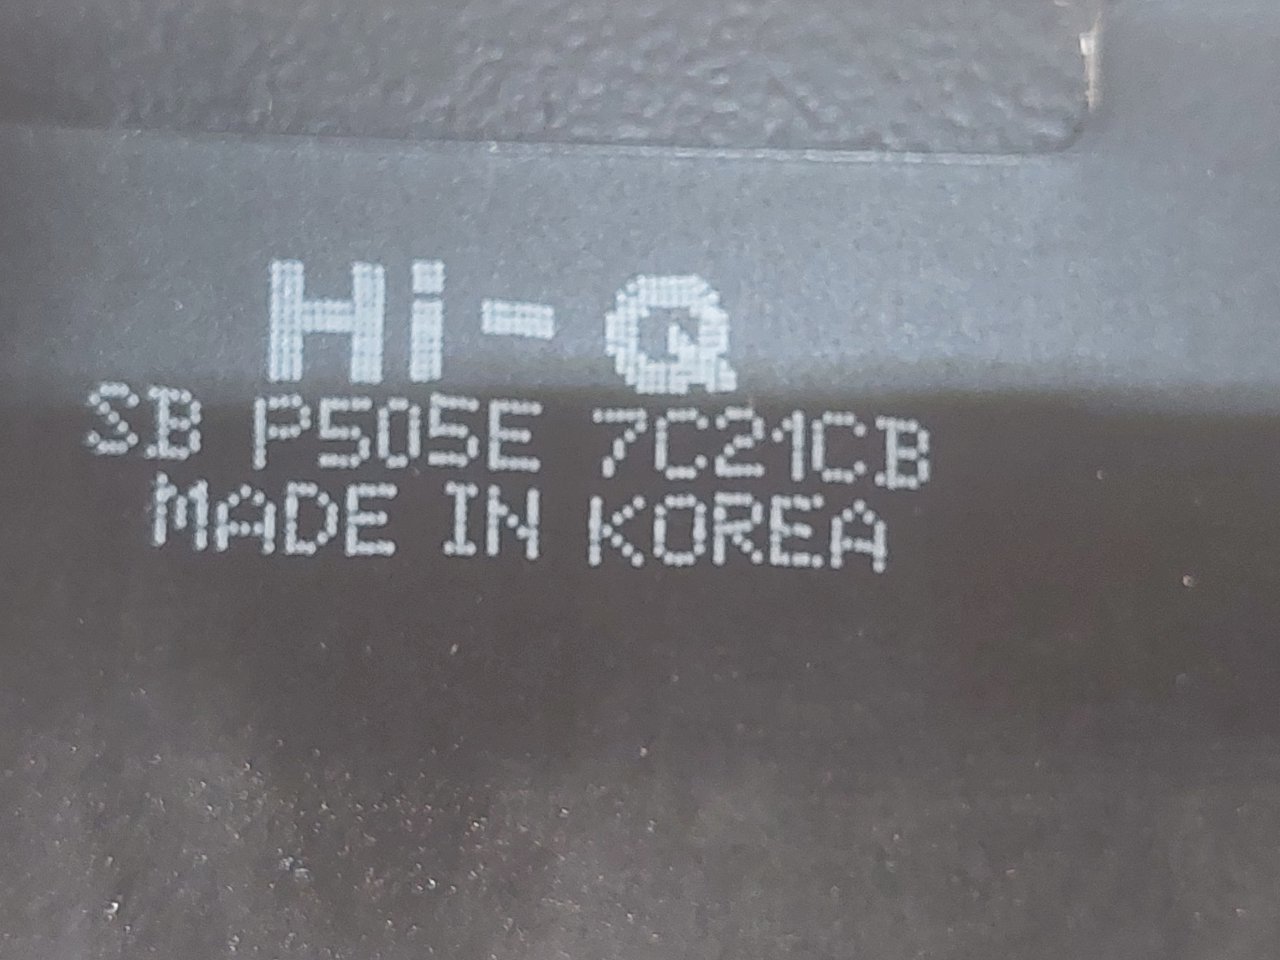 Hi-Q
SB P505E 7C21CB
MADE IN KOREA